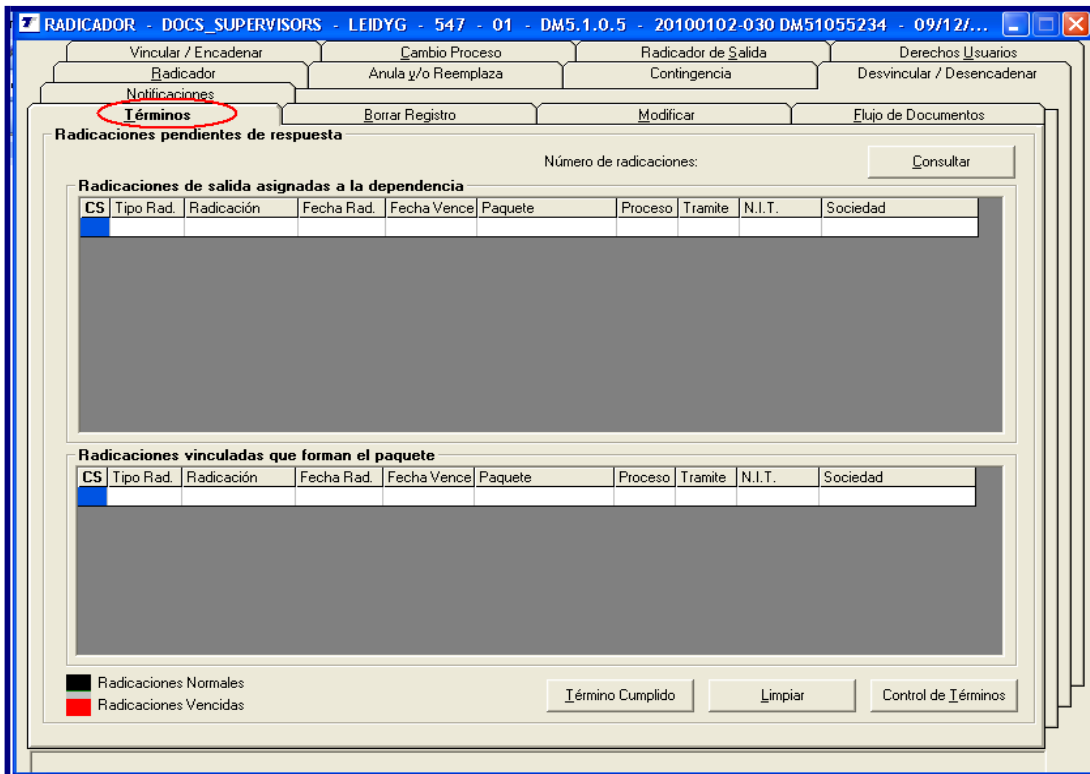 RADICADOR - DOCS_SUPERVISORS - LEIDYG - 547 - 01 - DM5.1.0.5 - 20100102-030 DM51055234 - 09/12/...
Vincular / Encadenar Cambio Proceso Radicador de Salida Derechos Usuarios
Radicador Anula y/o Reemplaza Contingencia Desvincular / Desencadenar
Notificaciones
Términos Borrar Registro Modificar Flujo de Documentos
Radicaciones pendientes de respuesta
Número de radicaciones: Consultar
Radicaciones de salida asignadas a la dependencia
CS Tipo Rad. Radicación Fecha Rad. Fecha Vence Paquete Proceso Tramite N.I.T. Sociedad
Radicaciones vinculadas que forman el paquete
CS Tipo Rad. Radicación Fecha Rad. Fecha Vence Paquete Proceso Tramite N.I.T. Sociedad
Radicaciones Normales
Radicaciones Vencidas
Término Cumplido Limpiar Control de Términos